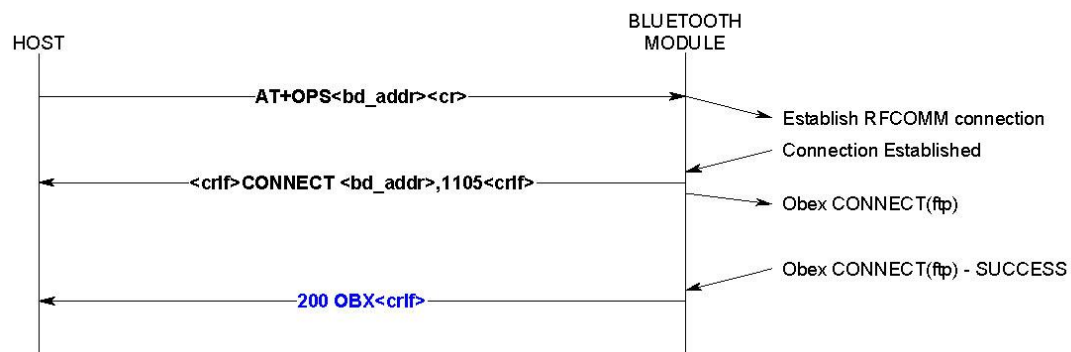 HOST
BLUETOOTH
MODULE
AT+OPS<bd_addr><cr>
Establish RFCOMM connection
Connection Established
<crlf>CONNECT <bd_addr>,1105<crlf>
Obex CONNECT(ftp)
Obex CONNECT(ftp) - SUCCESS
200 OBX<crlf>